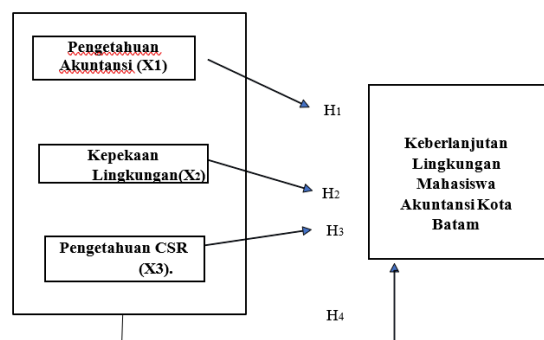 Pengetahuan
Akuntansi (X1)
H1
Kepekaan
Lingkungan(X2)
H2
Pengetahuan CSR
(X3).
H3
H4
Keberlanjutan
Lingkungan
Mahasiswa
Akuntansi Kota
Batam